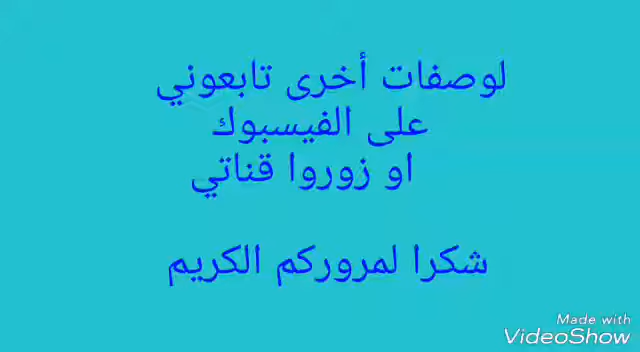 لوصفات أخرى تابعوني
على الفيسبوك
او زوروا قناتي
شكرا لمروركم الكريم
Made with
VideoShow